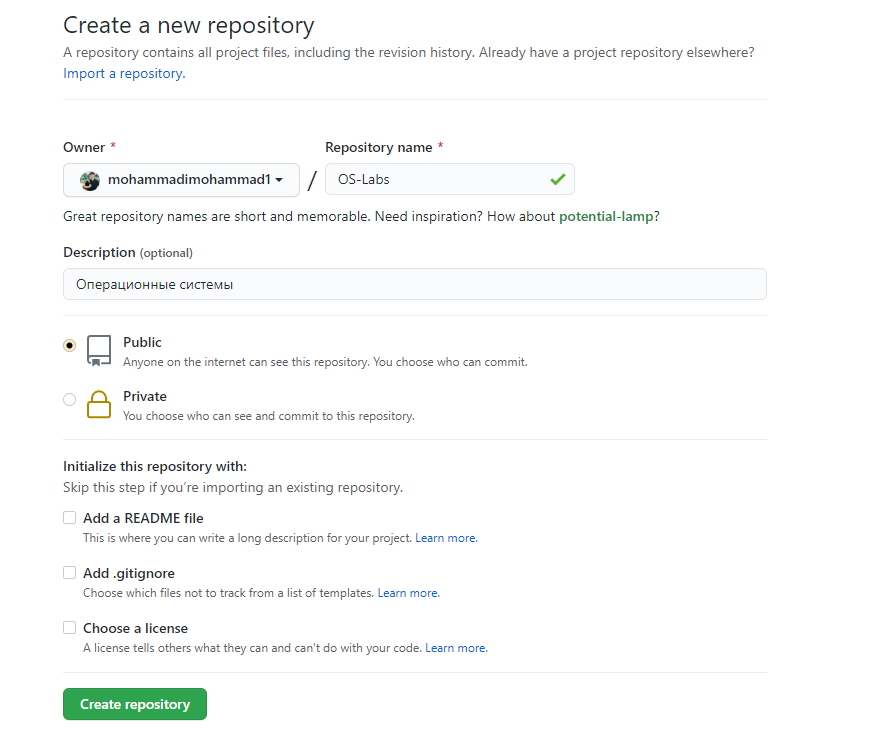 Create a new repository
A repository contains all project files, including the revision history. Already have a project repository elsewhere?
Import a repository.
Owner * Repository name *
mohammadimohammad1 / OS-Labs
Great repository names are short and memorable. Need inspiration? How about potential-lamp?
Description (optional)
Операционные системы
Public
Anyone on the internet can see this repository. You choose who can commit.
Private
You choose who can see and commit to this repository.
Initialize this repository with:
Skip this step if you’re importing an existing repository.
Add a README file
This is where you can write a long description for your project. Learn more.
Add .gitignore
Choose which files not to track from a list of templates. Learn more.
Choose a license
A license tells others what they can and can't do with your code. Learn more.
Create repository